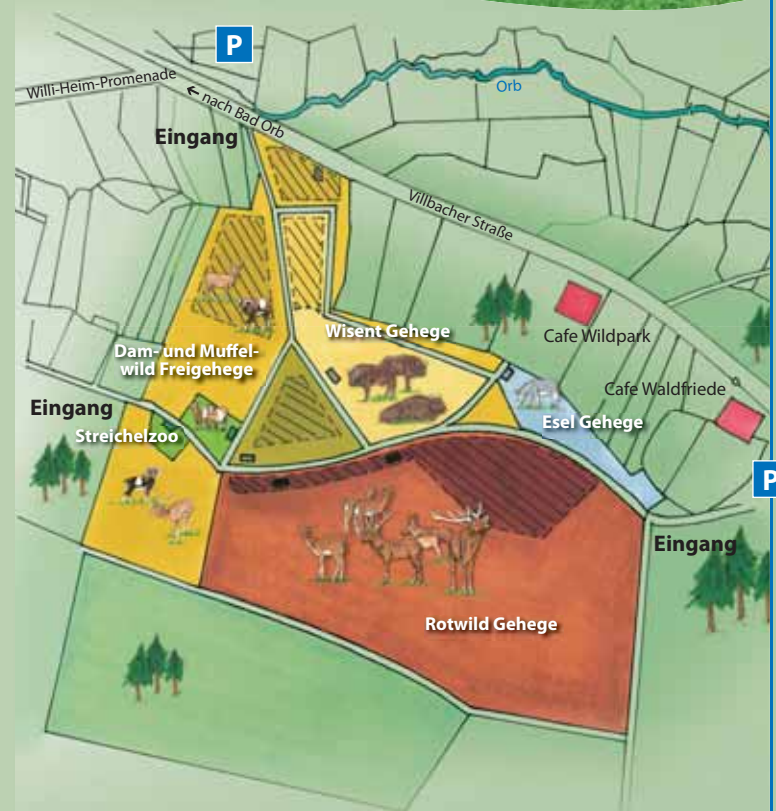 P
Willi-Heim-Promenade
← nach Bad Orb
Orb
Eingang
Villbacher Straße
Wisent Gehege
Cafe Wildpark
Dam- und Muffel-
wild Freigehege
Cafe Waldfriede
Eingang
Streichelzoo
Esel Gehege
P
Eingang
Rotwild Gehege